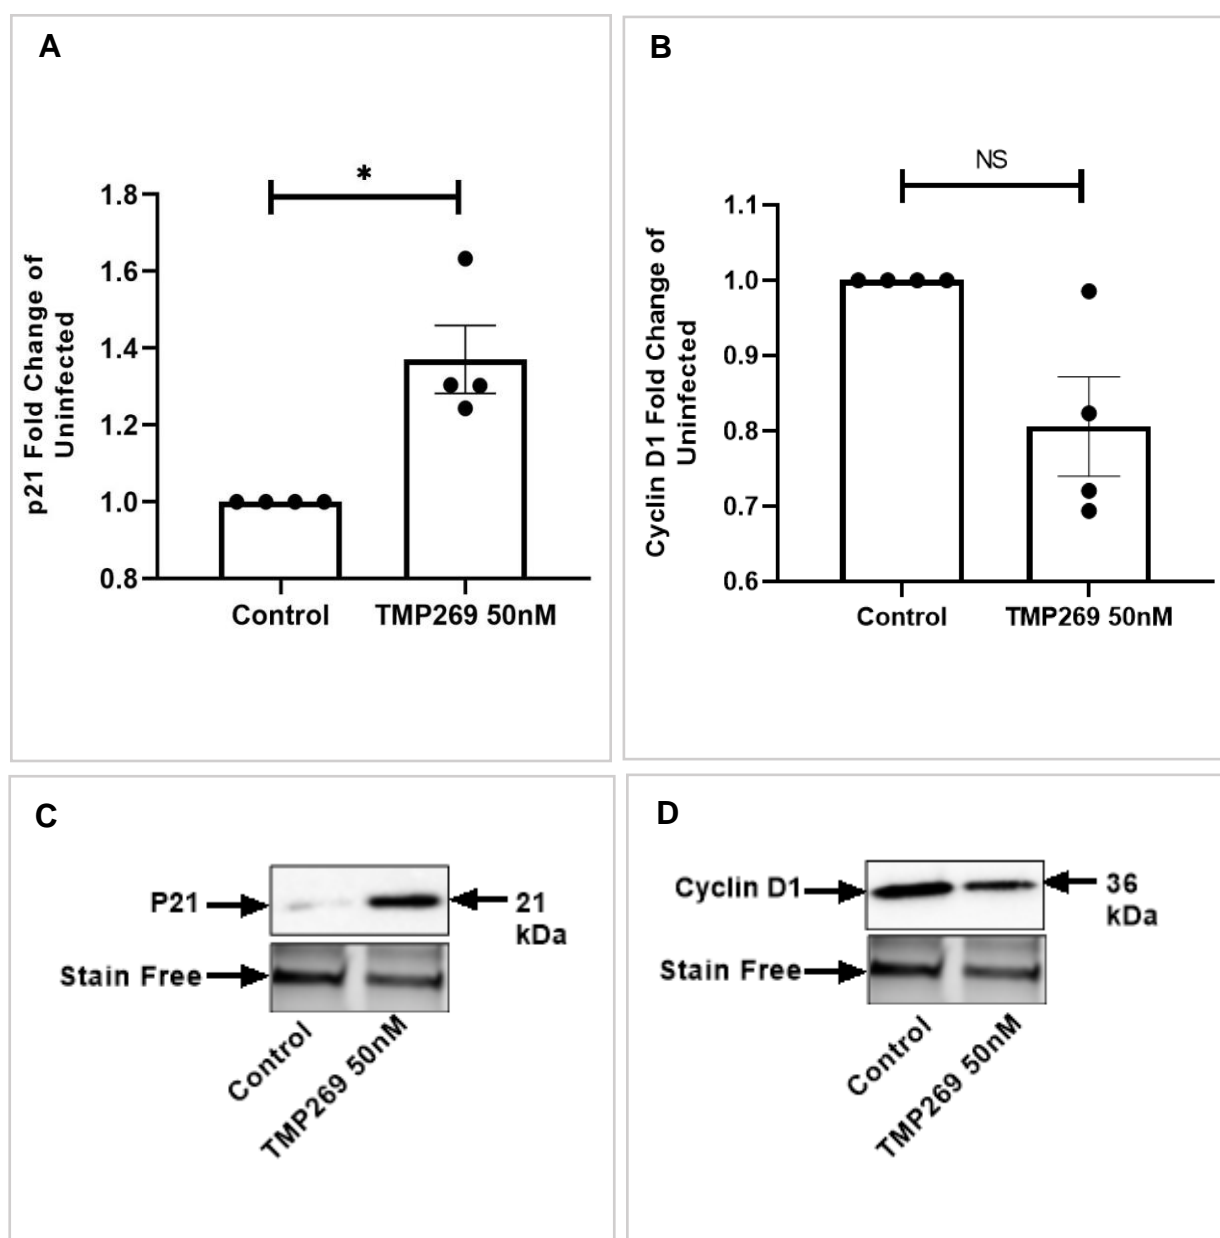 A
*
1.8
1.6
1.4
1.2
1.0
0.8
p21 Fold Change of
Uninfected
Control
TMP269 50nM
B
NS
1.1
1.0
0.9
0.8
0.7
0.6
Cyclin D1 Fold Change of
Uninfected
Control
TMP269 50nM
C
P21
21
kDa
Stain Free
Control
TMP269 50nM
D
Cyclin D1
36
kDa
Stain Free
Control
TMP269 50nM